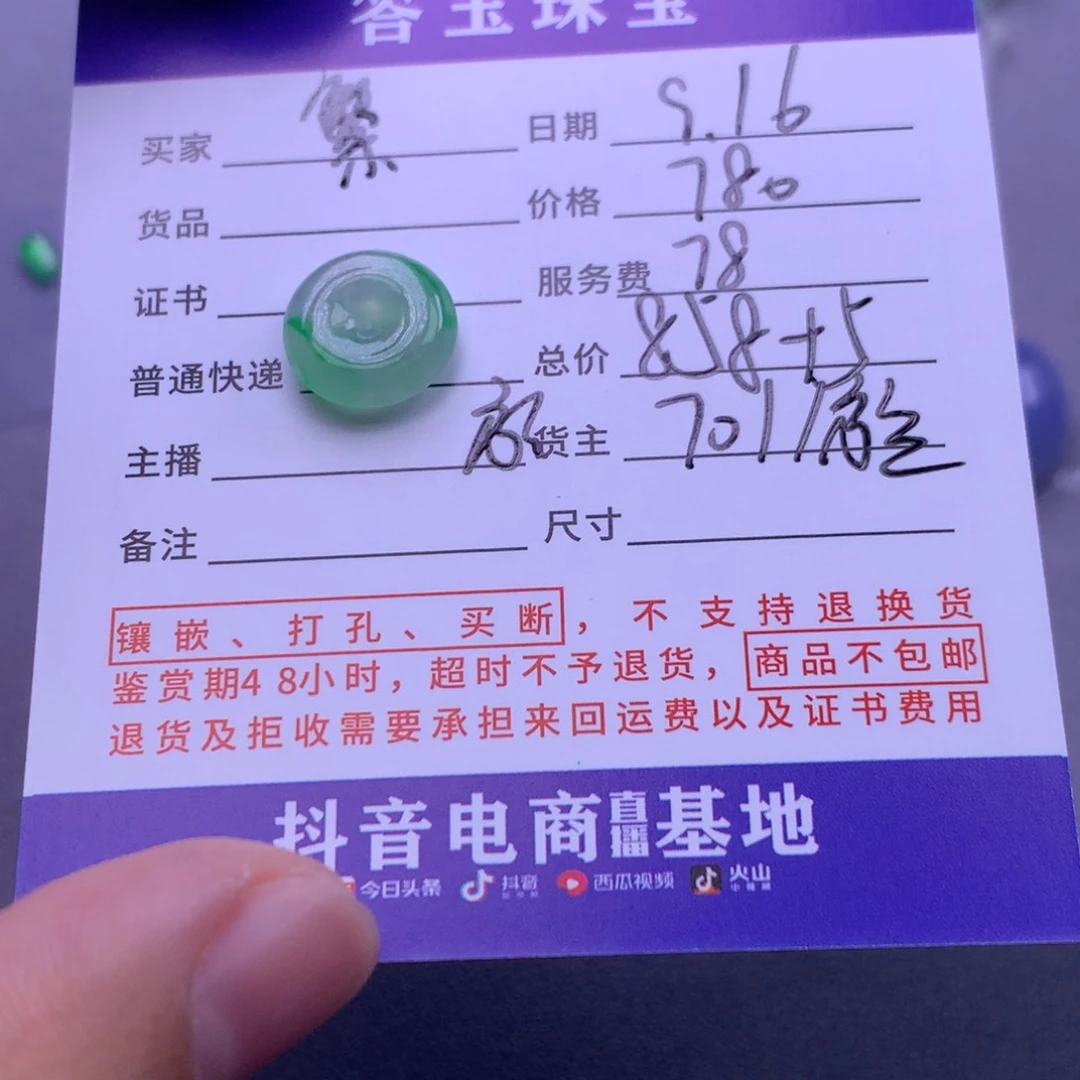 答玉珠宝
买家 繁 日期 9.16
货品 价格 780
证书 服务费 78
普通快递 总价 858+5
主播 货主 701
备注 尺寸
镶嵌、打孔、买断，不支持退换货
鉴赏期48小时，超时不予退货，商品不包邮
退货及拒收需要承担来回运费以及证书费用
抖音电商直播基地
今日头条 抖音 西瓜视频 火山